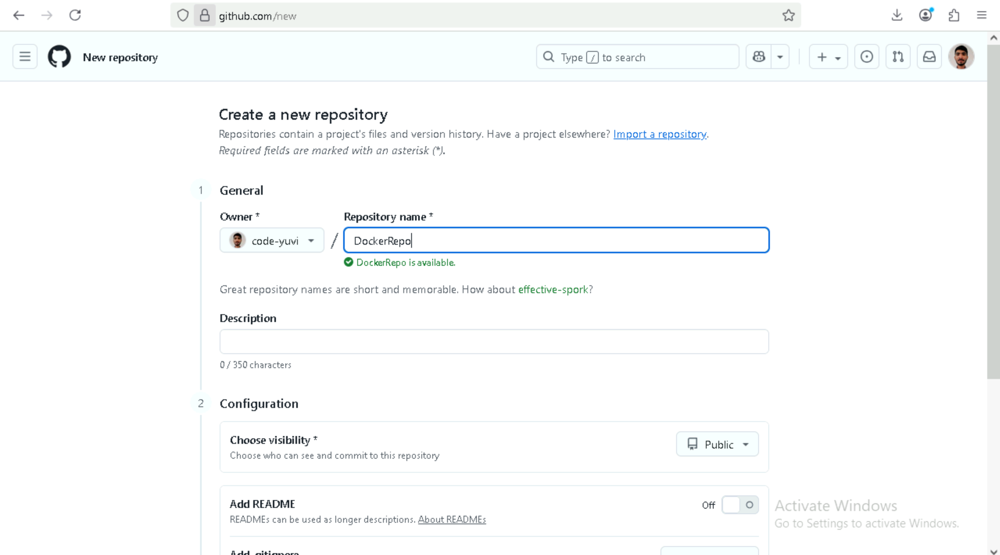 github.com/new
New repository
Type / to search
Create a new repository
Repositories contain a project's files and version history. Have a project elsewhere? Import a repository.
Required fields are marked with an asterisk (*).
1 General
Owner * Repository name *
code-yuvi / DockerRepo
DockerRepo is available.
Great repository names are short and memorable. How about effective-spork?
Description
0 / 350 characters
2 Configuration
Choose visibility *
Public
Choose who can see and commit to this repository
Add README
Off
READMEs can be used as longer descriptions. About READMEs
Add .gitignore
Activate Windows
Go to Settings to activate Windows.